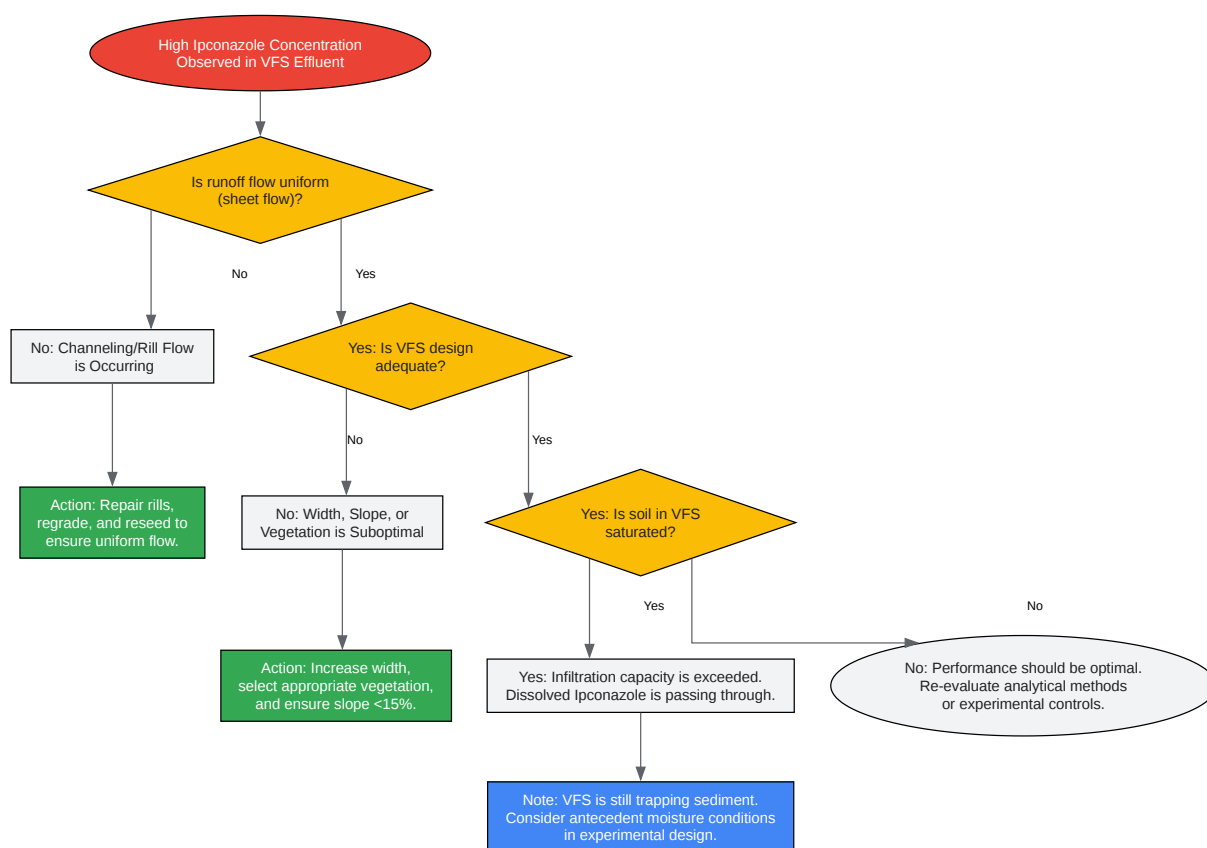 High Ipconazole Concentration
Observed in VFS Effluent
Is runoff flow uniform
(sheet flow)?
No
Yes
No: Channeling/Rill Flow
is Occurring
Yes: Is VFS design
adequate?
No
Yes
Action: Repair rills,
regrade, and reseed to
ensure uniform flow.
No: Width, Slope, or
Vegetation is Suboptimal
Yes: Is soil in VFS
saturated?
Yes
No
Action: Increase width,
select appropriate vegetation,
and ensure slope <15%.
Yes: Infiltration capacity is exceeded.
Dissolved Ipconazole is passing through.
No: Performance should be optimal.
Re-evaluate analytical methods
or experimental controls.
Note: VFS is still trapping sediment.
Consider antecedent moisture conditions
in experimental design.